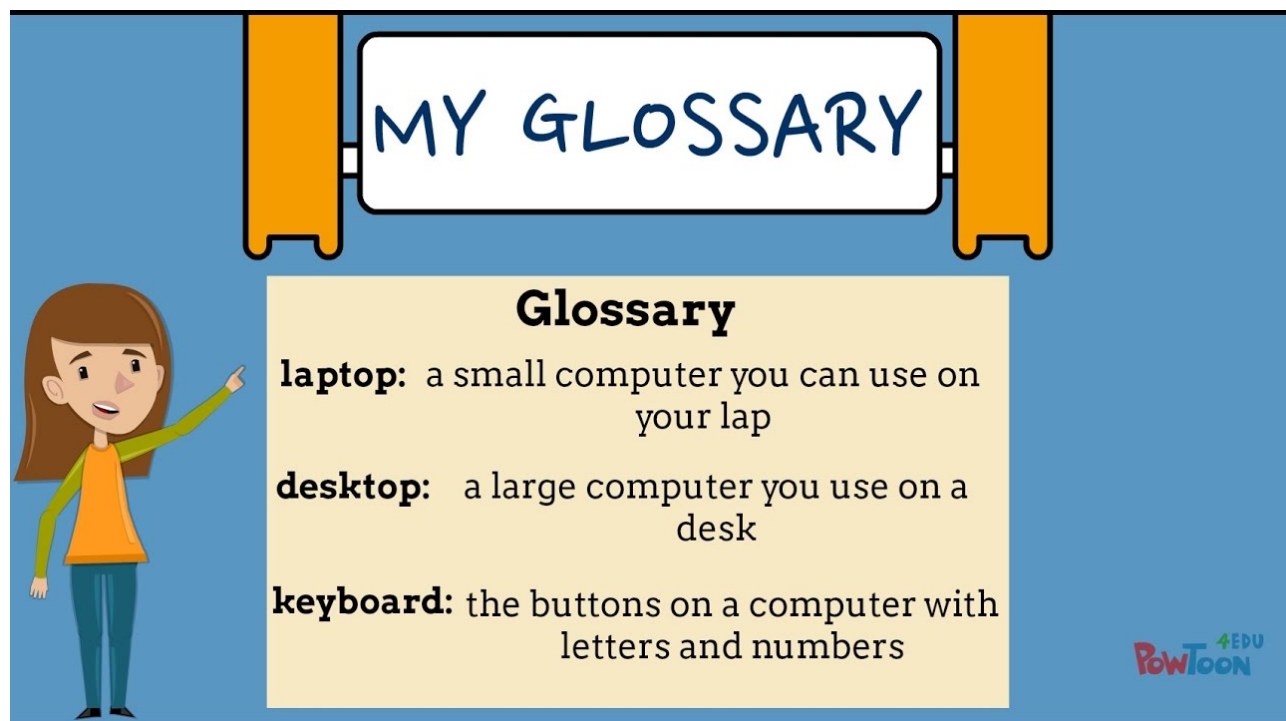 MY GLOSSARY
Glossary
laptop: a small computer you can use on
your lap
desktop: a large computer you use on a
desk
keyboard: the buttons on a computer with
letters and numbers
POWTOON 4EDU